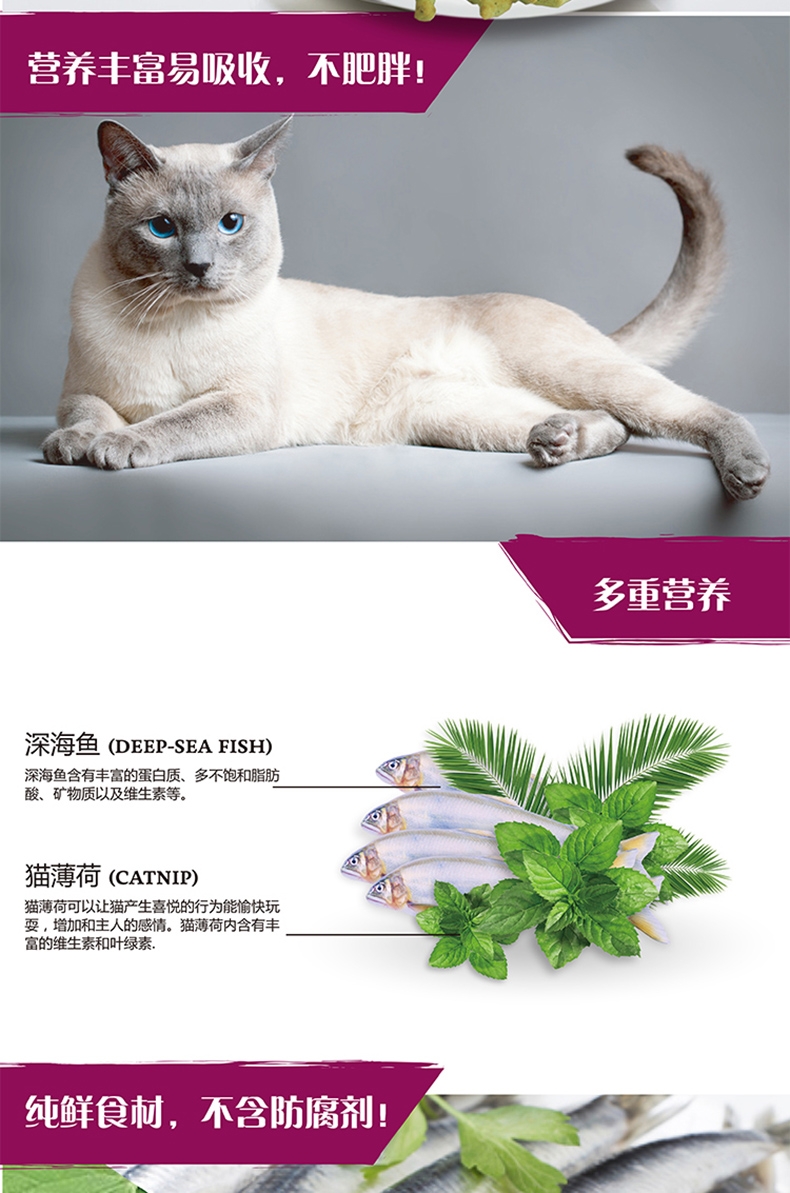 营养丰富易吸收，不肥胖！
多重营养
深海鱼 (DEEP-SEA FISH)
深海鱼含有丰富的蛋白质、多不饱和脂肪
酸、矿物质以及维生素等。
猫薄荷 (CATNIP)
猫薄荷可以让猫产生喜悦的行为能愉快玩
耍，增加和主人的感情。猫薄荷内含有丰
富的维生素和叶绿素.
纯鲜食材，不含防腐剂！